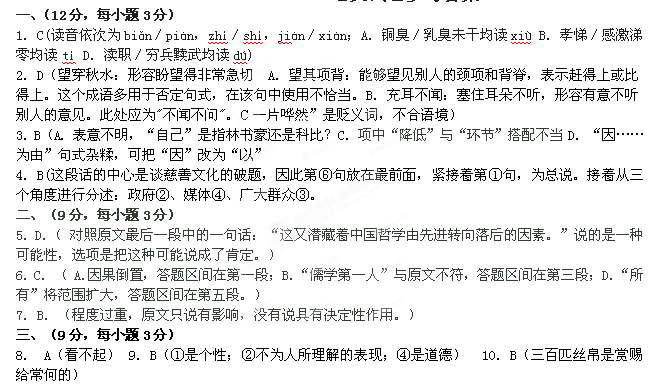 一、（12分，每小题３分）
1. C(读音依次为biǎn／piàn，zhì／shì，jiān／xián；A. 铜臭／乳臭未干均读xiù B. 孝悌／感激涕
零均读tì D. 渎职／穷兵黩武均读dú)
2. D（望穿秋水：形容盼望得非常急切　A. 望其项背：能够望见别人的颈项和背脊，表示赶得上或比
得上。这个成语多用于否定句式，在该句中使用不恰当。B. 充耳不闻：塞住耳朵不听，形容有意不听
别人的意见。此处应为"不闻不问"。C 一片哗然”是贬义词，不合语境）
3. B（A. 表意不明，“自己”是指林书豪还是科比？C. 项中“降低”与“环节”搭配不当 D. “因……
为由”句式杂糅，可把“因”改为“以”
4. B(这段话的中心是谈慈善文化的破题，因此第⑥句放在最前面，紧接着第①句，为总说。接着从三
个角度进行分述：政府②、媒体④、广大群众③。
二、（9分，每小题3分）
5. D.（ 对照原文最后一段中的一句话：“这又潜藏着中国哲学由先进转向落后的因素。”说的是一种
可能性，选项是把这种可能说成了肯定。）
6. C. （ A.因果倒置，答题区间在第一段；B.“儒学第一人”与原文不符，答题区间在第三段；D.“所
有”将范围扩大，答题区间在第五段。）
7. B. （程度过重，原文只说有影响，没有说具有决定性作用。）
三、（9分，每小题3分）
8. A（看不起） 9. B（①是个性；②不为人所理解的表现；④是道德） 10. B（三百匹丝帛是赏赐
给常何的）